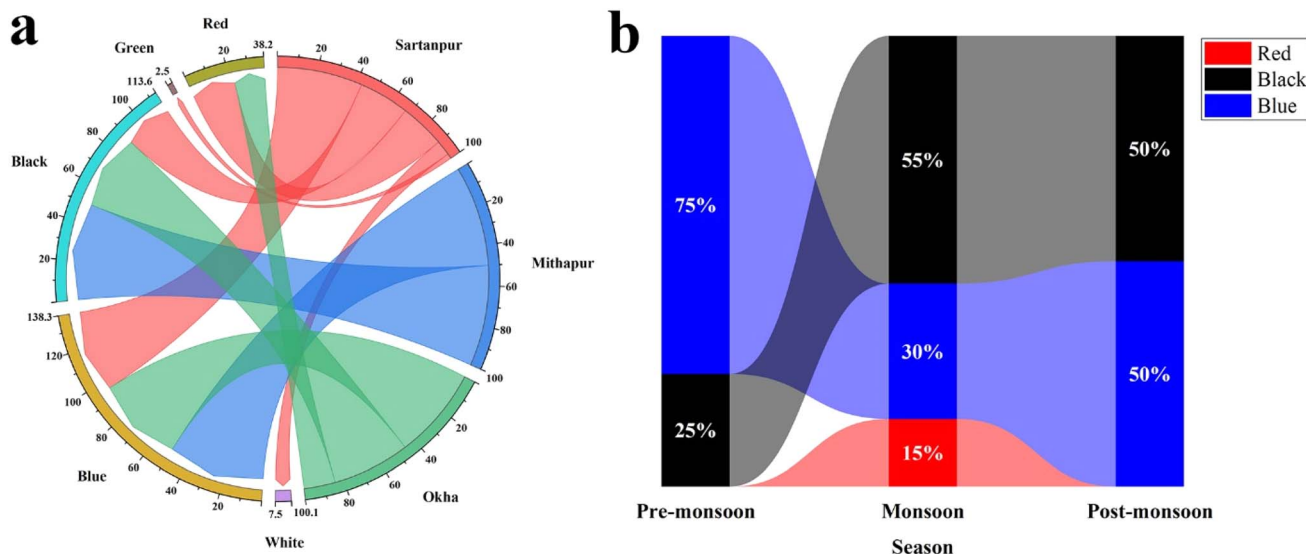 a
Red
Green
Sartanpur
Black
Mithapur
Blue
Okha
White
38.2
20
2.5
113.6
100
80
60
40
20
138.3
120
100
80
60
40
20
7.5
100.1
80
60
40
20
100
80
60
40
20
100
80
60
40
20
b
Red
Black
Blue
75%
25%
55%
30%
15%
50%
50%
Pre-monsoon Monsoon Post-monsoon
Season